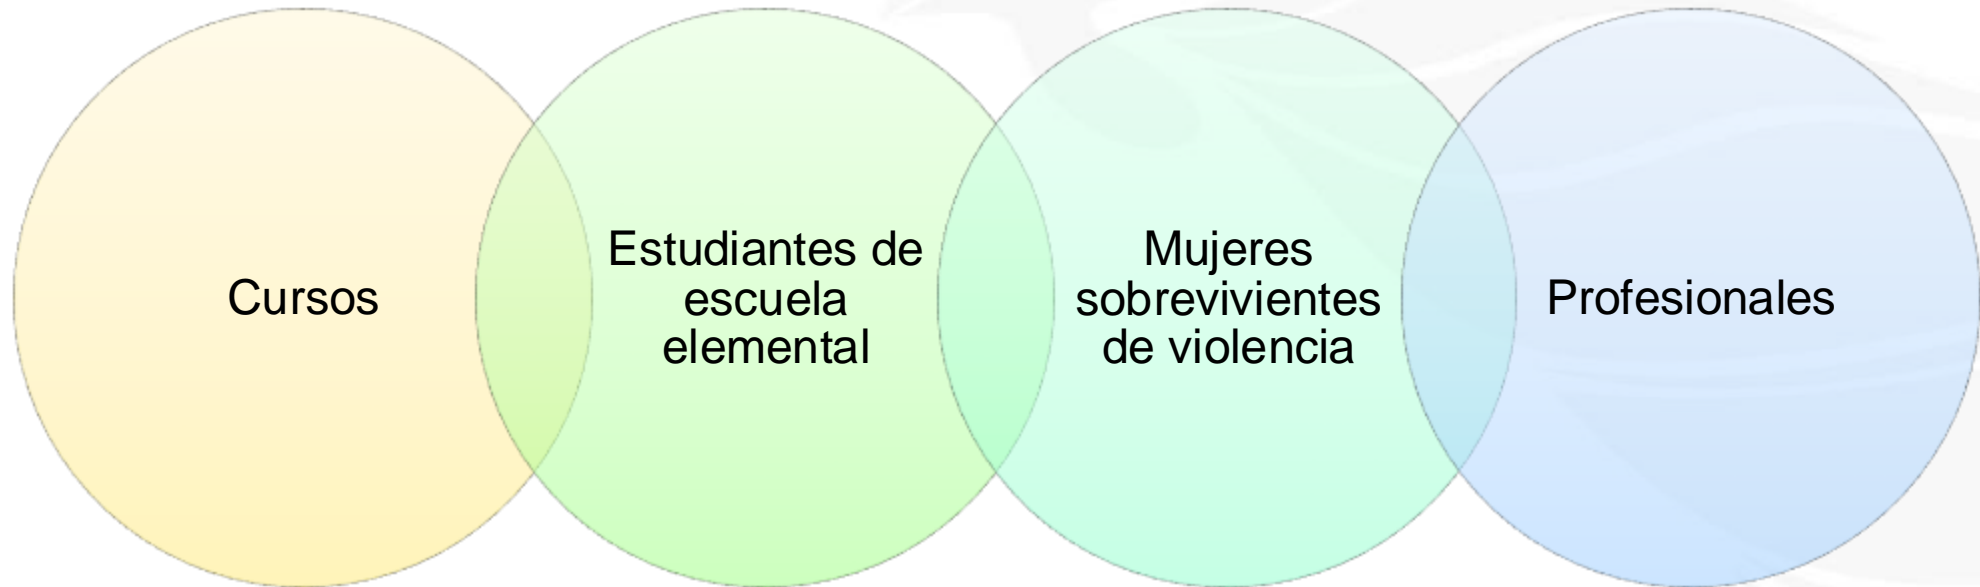 Cursos
Estudiantes de
escuela
elemental
Mujeres
sobrevivientes
de violencia
Profesionales